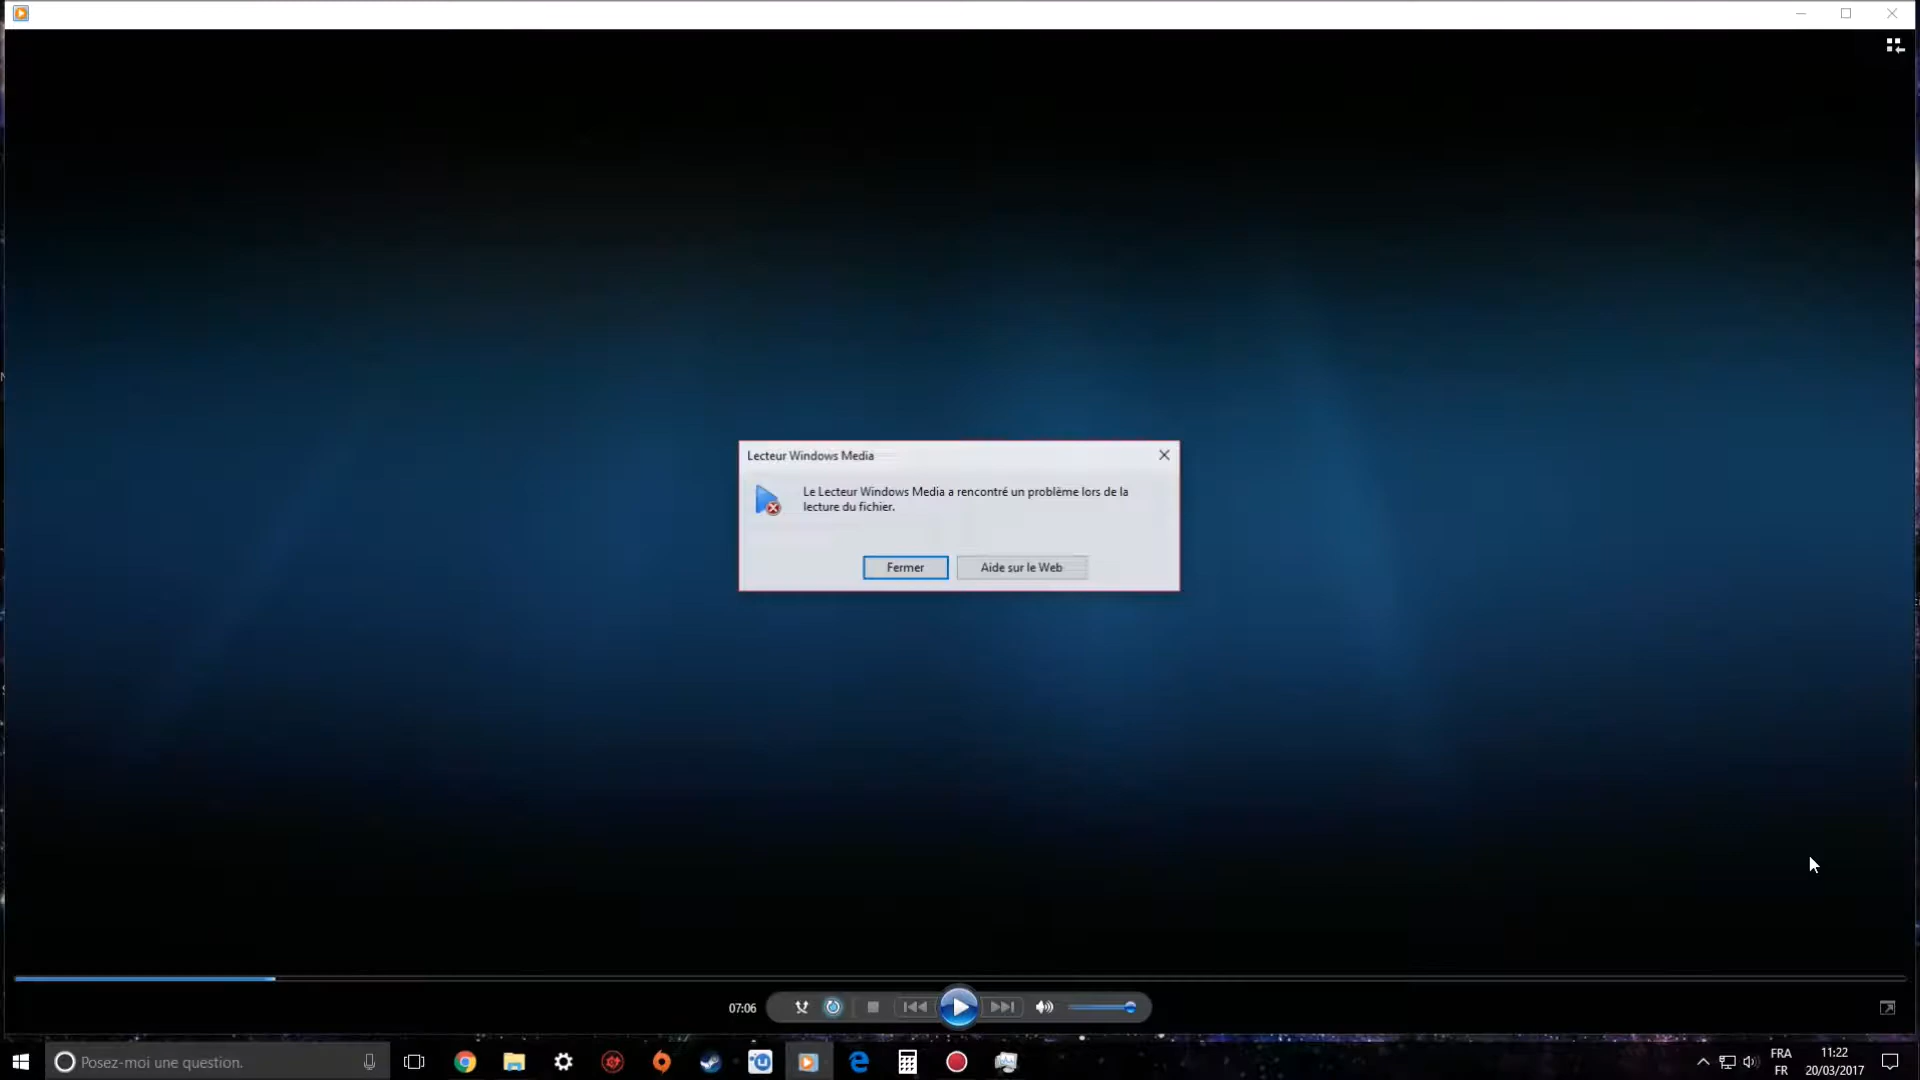 Lecteur Windows Media
Le Lecteur Windows Media a rencontré un problème lors de la
lecture du fichier.
Fermer
Aide sur le Web
07:06
Posez-moi une question.
FRA
FR
11:22
20/03/2017